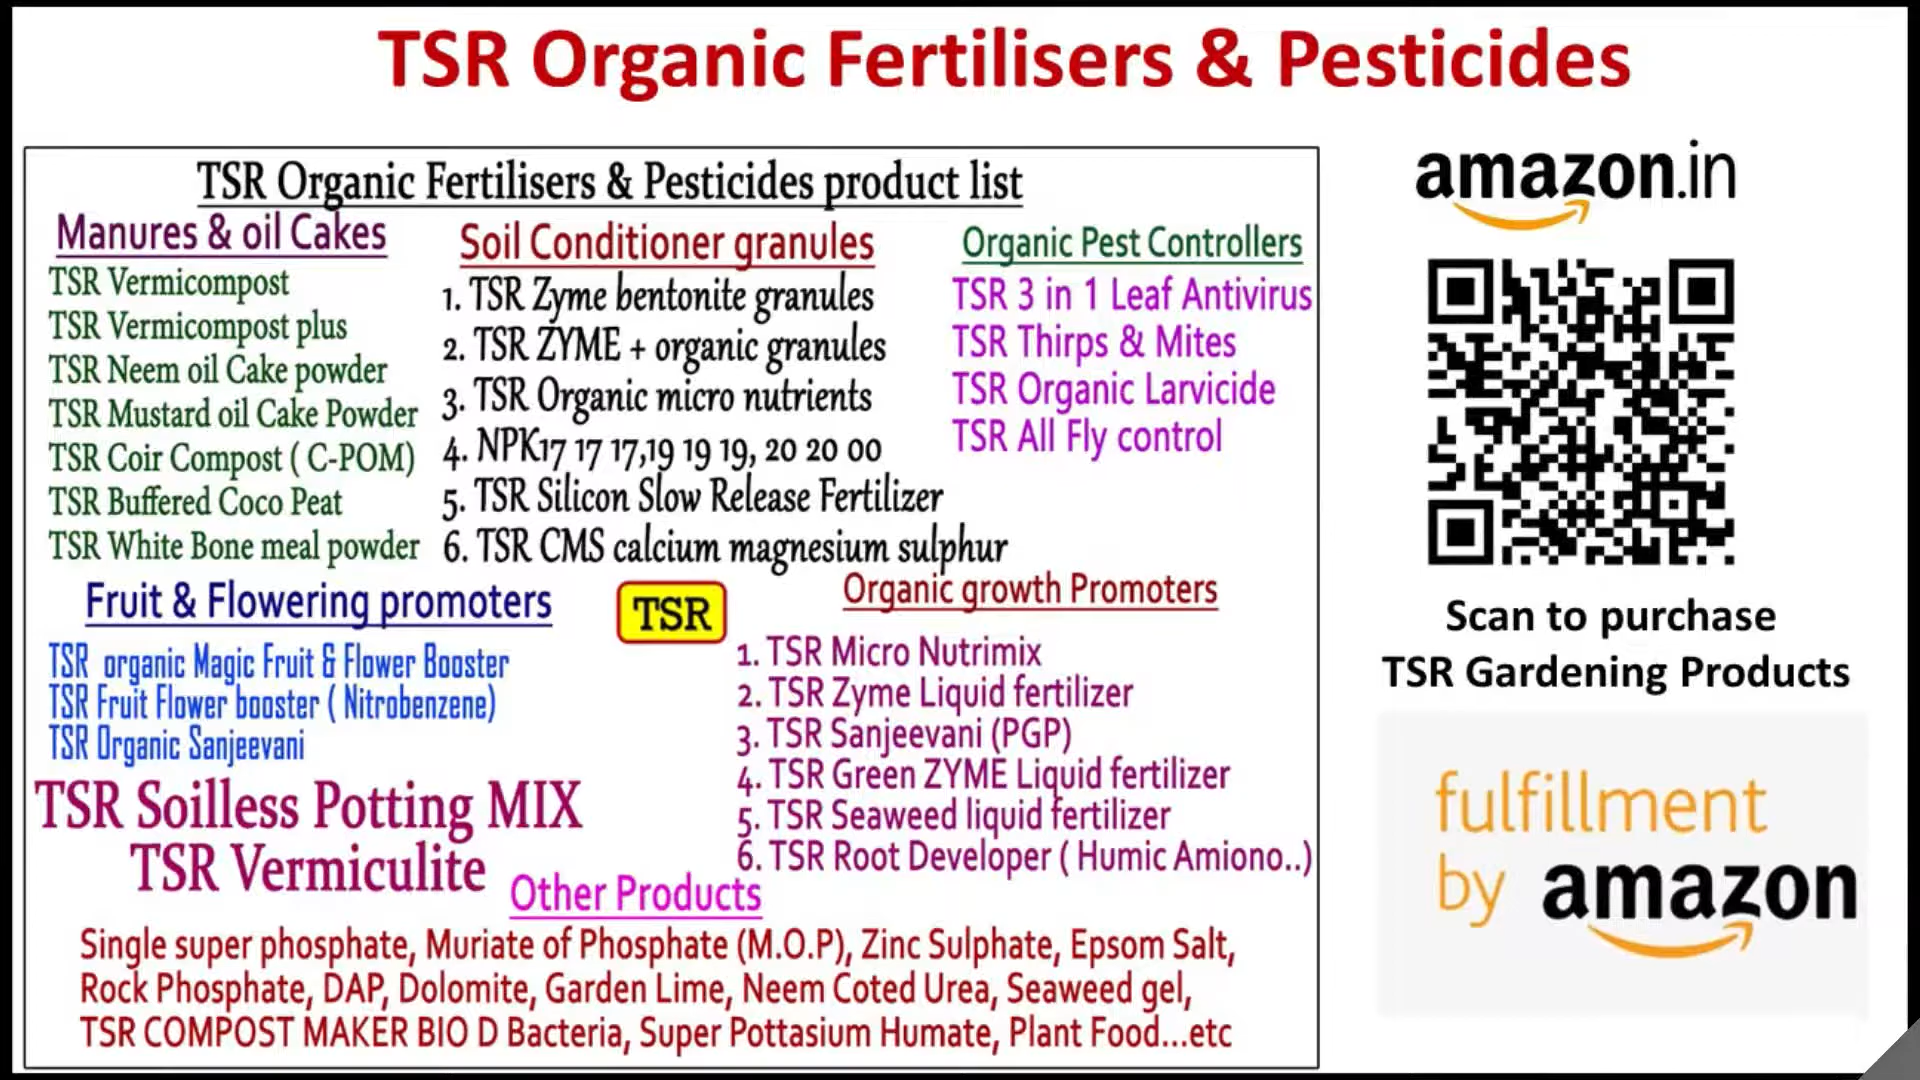 TSR Organic Fertilisers & Pesticides
TSR Organic Fertilisers & Pesticides product list
Manures & oil Cakes
TSR Vermicompost
TSR Vermicompost plus
TSR Neem oil Cake powder
TSR Mustard oil Cake Powder
TSR Coir Compost ( C-POM)
TSR Buffered Coco Peat
TSR White Bone meal powder
Soil Conditioner granules
1. TSR Zyme bentonite granules
2. TSR ZYME + organic granules
3. TSR Organic micro nutrients
4. NPK17 17 17,19 19 19, 20 20 00
5. TSR Silicon Slow Release Fertilizer
6. TSR CMS calcium magnesium sulphur
Organic Pest Controllers
TSR 3 in 1 Leaf Antivirus
TSR Thirps & Mites
TSR Organic Larvicide
TSR All Fly control
Fruit & Flowering promoters
TSR organic Magic Fruit & Flower Booster
TSR Fruit Flower booster ( Nitrobenzene)
TSR Organic Sanjeevani
TSR
Organic growth Promoters
1. TSR Micro Nutrimix
2. TSR Zyme Liquid fertilizer
3. TSR Sanjeevani (PGP)
4. TSR Green ZYME Liquid fertilizer
5. TSR Seaweed liquid fertilizer
6. TSR Root Developer ( Humic Amiono..)
TSR Soilless Potting MIX
TSR Vermiculite
Other Products
Single super phosphate, Muriate of Phosphate (M.O.P), Zinc Sulphate, Epsom Salt,
Rock Phosphate, DAP, Dolomite, Garden Lime, Neem Coted Urea, Seaweed gel,
TSR COMPOST MAKER BIO D Bacteria, Super Pottasium Humate, Plant Food...etc
amazon.in
Scan to purchase
TSR Gardening Products
fulfillment
by amazon